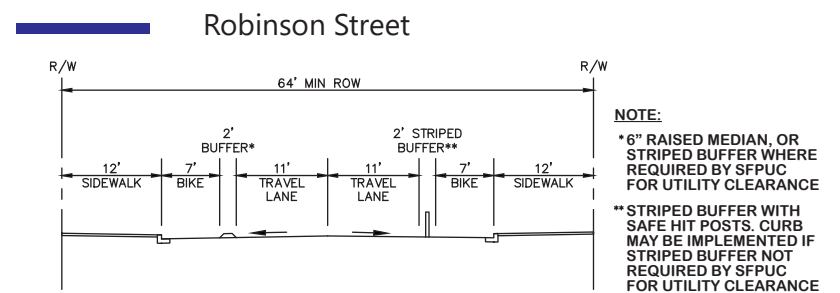 Robinson Street
R/W
R/W
64' MIN ROW
2'
BUFFER*
2' STRIPED
BUFFER**
12'
SIDEWALK
7'
BIKE
11'
TRAVEL
LANE
11'
TRAVEL
LANE
7'
BIKE
12'
SIDEWALK
NOTE:
* 6" RAISED MEDIAN, OR
STRIPED BUFFER WHERE
REQUIRED BY SFPUC
FOR UTILITY CLEARANCE
** STRIPED BUFFER WITH
SAFE HIT POSTS. CURB
MAY BE IMPLEMENTED IF
STRIPED BUFFER NOT
REQUIRED BY SFPUC
FOR UTILITY CLEARANCE